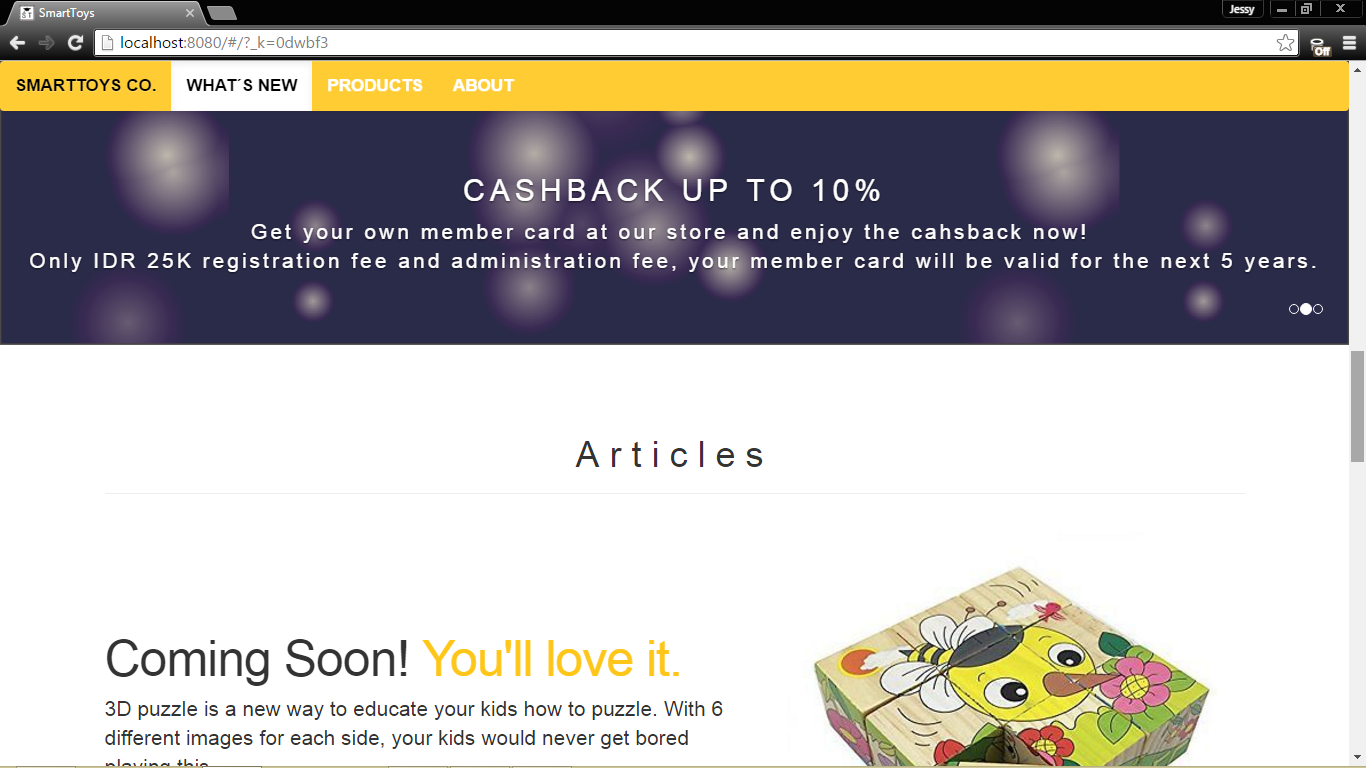 SmartToys
Jessy
localhost:8080/#/?_k=0dwbf3
Off
SMARTTOYS CO. WHAT´S NEW PRODUCTS ABOUT
CASHBACK UP TO 10%
Get your own member card at our store and enjoy the cahsback now!
Only IDR 25K registration fee and administration fee, your member card will be valid for the next 5 years.
Articles
Coming Soon! You'll love it.
3D puzzle is a new way to educate your kids how to puzzle. With 6
different images for each side, your kids would never get bored
playing this